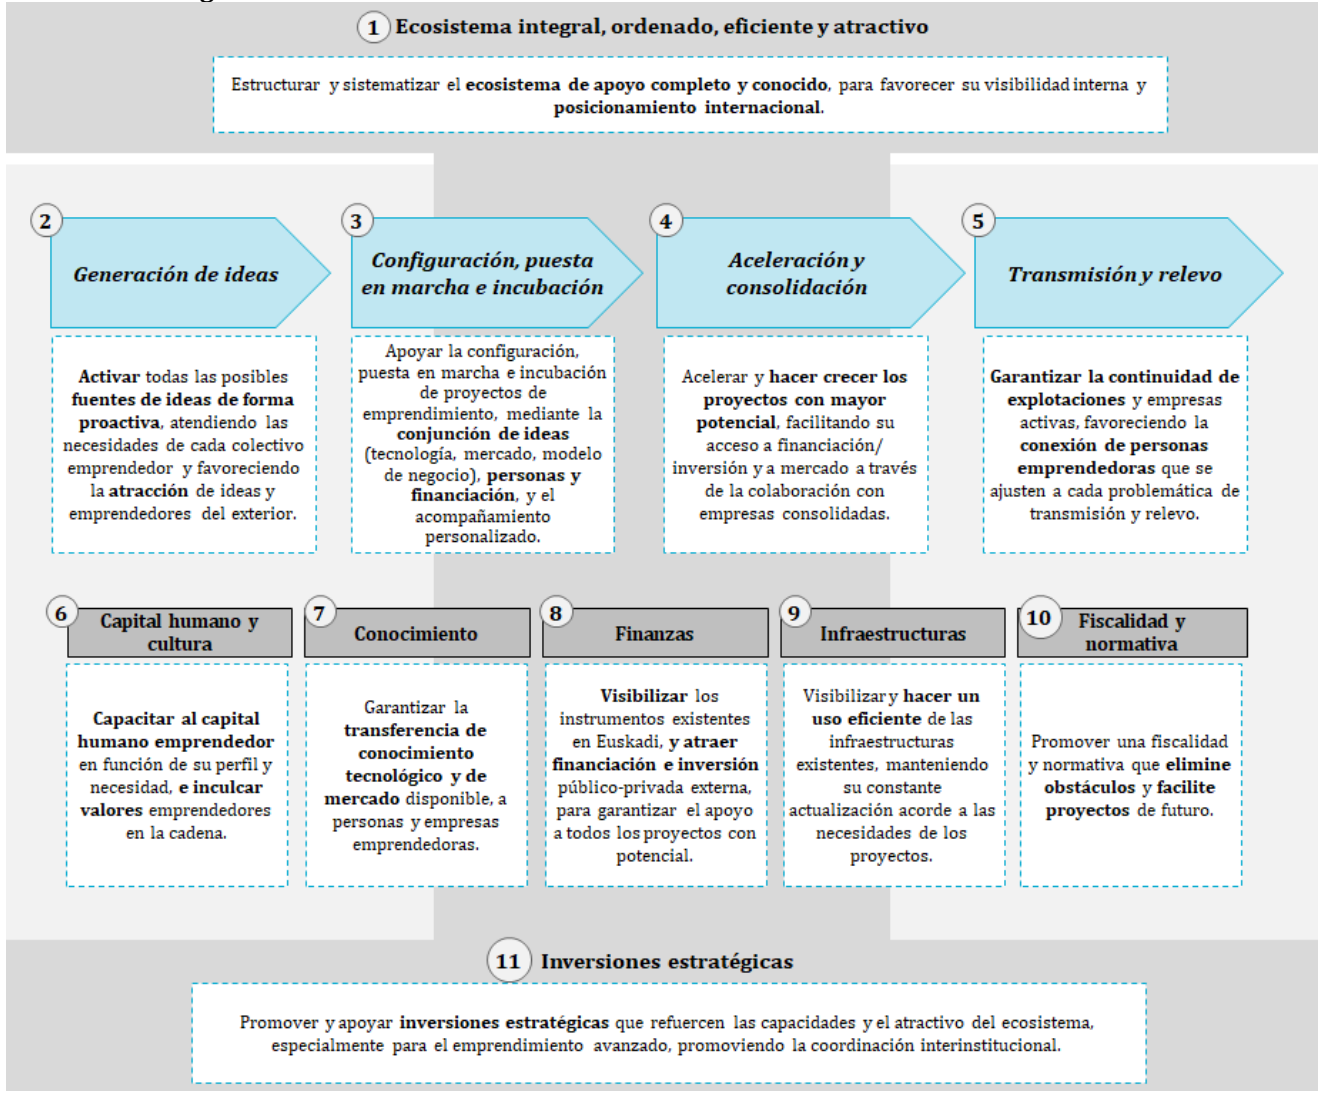 1 Ecosistema integral, ordenado, eficiente y atractivo
Estructurar y sistematizar el ecosistema de apoyo completo y conocido, para favorecer su visibilidad interna y
posicionamiento internacional.
2
Generación de ideas
Activar todas las posibles
fuentes de ideas de forma
proactiva, atendiendo las
necesidades de cada colectivo
emprendedor y favoreciendo
la atracción de ideas y
emprendedores del exterior.
3
Configuración, puesta
en marcha e incubación
Apoyar la configuración,
puesta en marcha e incubación
de proyectos de
emprendimiento, mediante la
conjunción de ideas
(tecnología, mercado, modelo
de negocio), personas y
financiación, y el
acompañamiento
personalizado.
4
Aceleración y
consolidación
Acelerar y hacer crecer los
proyectos con mayor
potencial, facilitando su
acceso a financiación/
inversión y a mercado a través
de la colaboración con
empresas consolidadas.
5
Transmisión y relevo
Garantizar la continuidad de
explotaciones y empresas
activas, favoreciendo la
conexión de personas
emprendedoras que se
ajusten a cada problemática de
transmisión y relevo.
6
Capital humano y
cultura
Capacitar al capital
humano emprendedor
en función de su perfil y
necesidad, e inculcar
valores emprendedores
en la cadena.
7
Conocimiento
Garantizar la
transferencia de
conocimiento
tecnológico y de
mercado disponible, a
personas y empresas
emprendedoras.
8
Finanzas
Visibilizar los
instrumentos existentes
en Euskadi, y atraer
financiación e inversión
público-privada externa,
para garantizar el apoyo
a todos los proyectos con
potencial.
9
Infraestructuras
Visibilizar y hacer un
uso eficiente de las
infraestructuras
existentes, manteniendo
su constante
actualización acorde a las
necesidades de los
proyectos.
10
Fiscalidad y
normativa
Promover una fiscalidad
y normativa que elimine
obstáculos y facilite
proyectos de futuro.
11 Inversiones estratégicas
Promover y apoyar inversiones estratégicas que refuercen las capacidades y el atractivo del ecosistema,
especialmente para el emprendimiento avanzado, promoviendo la coordinación interinstitucional.